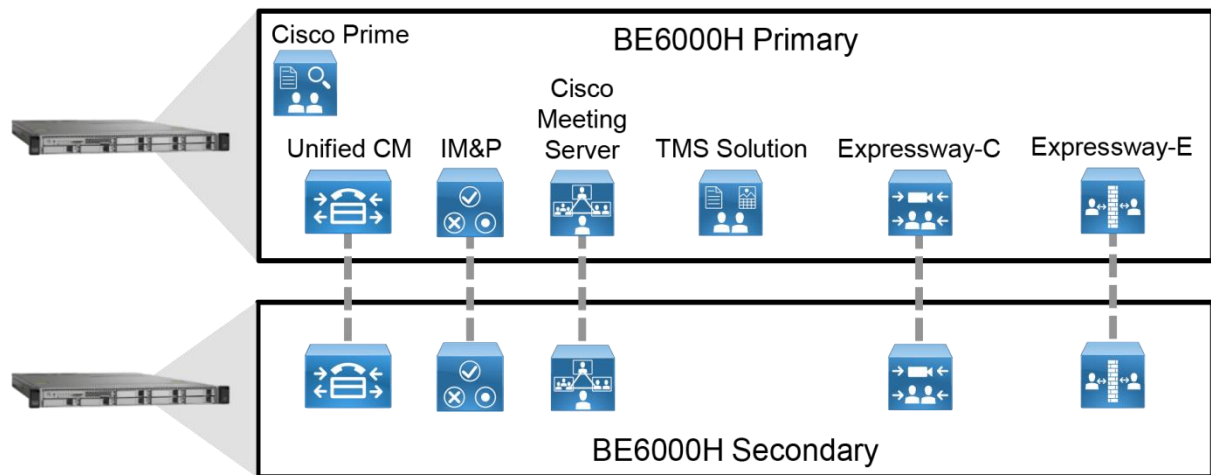 Cisco Prime
BE6000H Primary
Unified CM
IM&P
Cisco
Meeting
Server
TMS Solution
Expressway-C
Expressway-E
BE6000H Secondary